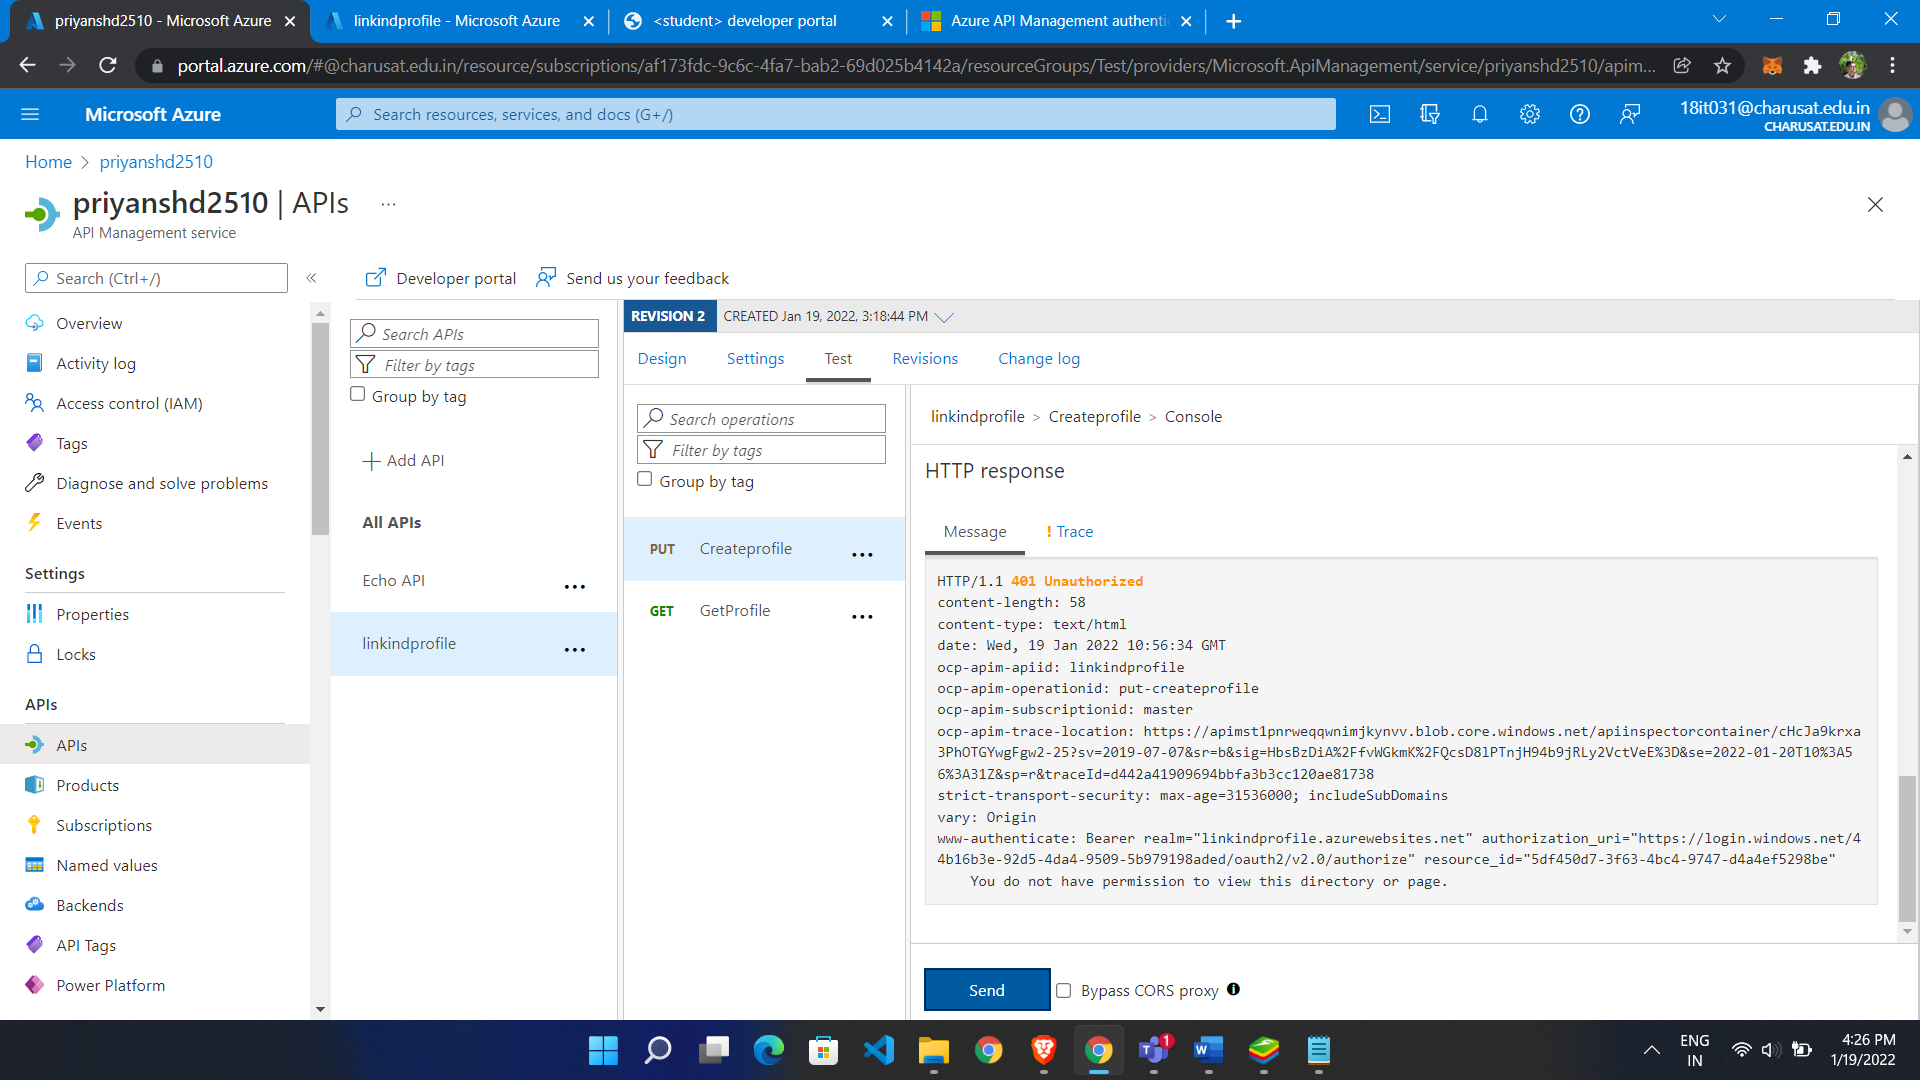 priyanshd2510 - Microsoft Azure
linkindprofile - Microsoft Azure
<student> developer portal
Azure API Management authenti
portal.azure.com/#@charusat.edu.in/resource/subscriptions/af173fdc-9c6c-4fa7-bab2-69d025b4142a/resourceGroups/Test/providers/Microsoft.ApiManagement/service/priyanshd2510/apim...
Microsoft Azure
Search resources, services, and docs (G+/)
18it031@charusat.edu.in
CHARUSAT.EDU.IN
Home > priyanshd2510
priyanshd2510 | APIs ...
API Management service
Search (Ctrl+/)
«
Overview
Activity log
Access control (IAM)
Tags
Diagnose and solve problems
Events
Settings
Properties
Locks
APIs
APIs
Products
Subscriptions
Named values
Backends
API Tags
Power Platform
Developer portal
Send us your feedback
Search APIs
Filter by tags
Group by tag
Add API
All APIs
Echo API ...
linkindprofile ...
REVISION 2 CREATED Jan 19, 2022, 3:18:44 PM
Design Settings Test Revisions Change log
Search operations
Filter by tags
Group by tag
PUT Createprofile ...
GET GetProfile ...
linkindprofile > Createprofile > Console
HTTP response
Message ! Trace
HTTP/1.1 401 Unauthorized
content-length: 58
content-type: text/html
date: Wed, 19 Jan 2022 10:56:34 GMT
ocp-apim-apiid: linkindprofile
ocp-apim-operationid: put-createprofile
ocp-apim-subscriptionid: master
ocp-apim-trace-location: https://apimst1pnrweqqwnimjkynvv.blob.core.windows.net/apiinspectorcontainer/cHcJa9krxa
3PhOTGYwgFgw2-25?sv=2019-07-07&sr=b&sig=HbsBzDiA%2FfvWGkmK%2FQcsD8lPTnjH94b9jRLy2VctVeE%3D&se=2022-01-20T10%3A5
6%3A31Z&sp=r&traceId=d442a41909694bbfa3b3cc120ae81738
strict-transport-security: max-age=31536000; includeSubDomains
vary: Origin
www-authenticate: Bearer realm="linkindprofile.azurewebsites.net" authorization_uri="https://login.windows.net/4
4b16b3e-92d5-4da4-9509-5b979198aded/oauth2/v2.0/authorize" resource_id="5df450d7-3f63-4bc4-9747-d4a4ef5298be"
You do not have permission to view this directory or page.
Send
Bypass CORS proxy
1
ENG
IN
4:26 PM
1/19/2022